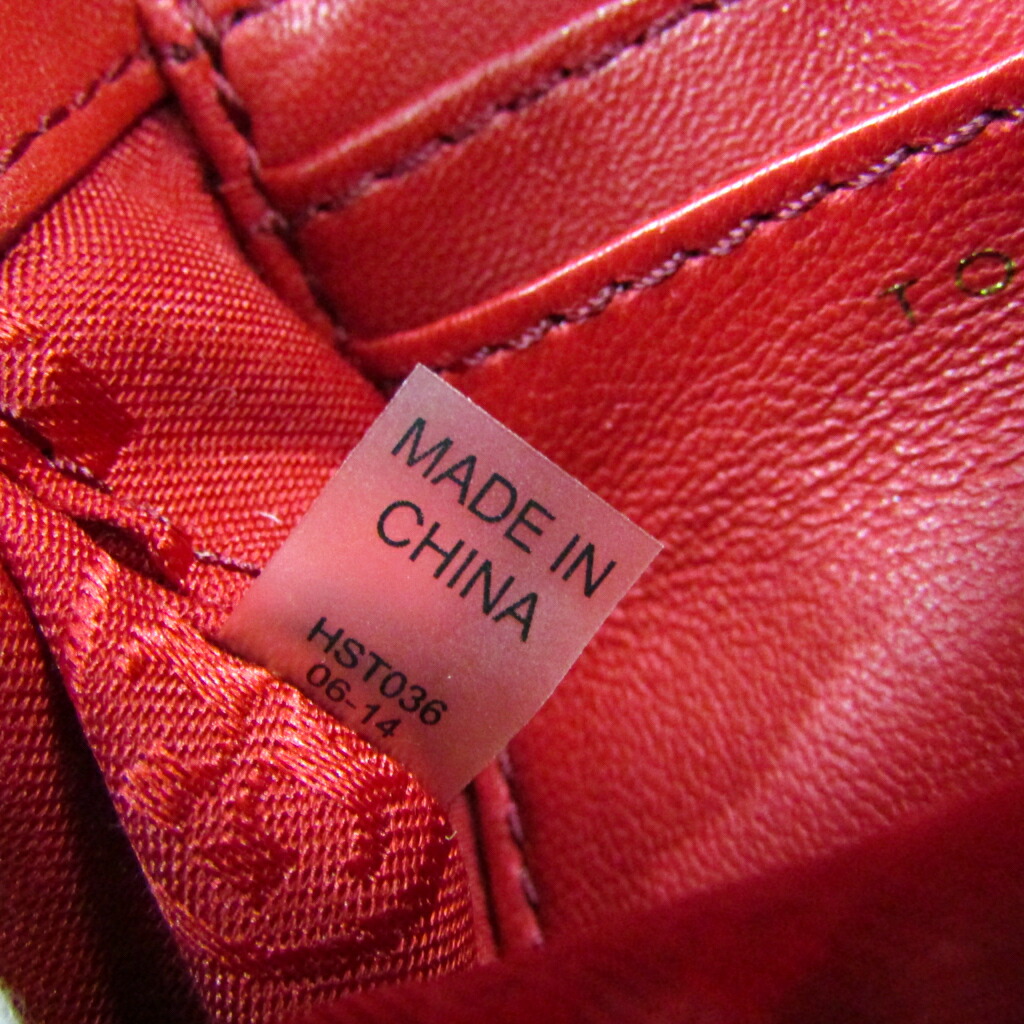 TO
MADE IN
CHINA
HST036
06-14